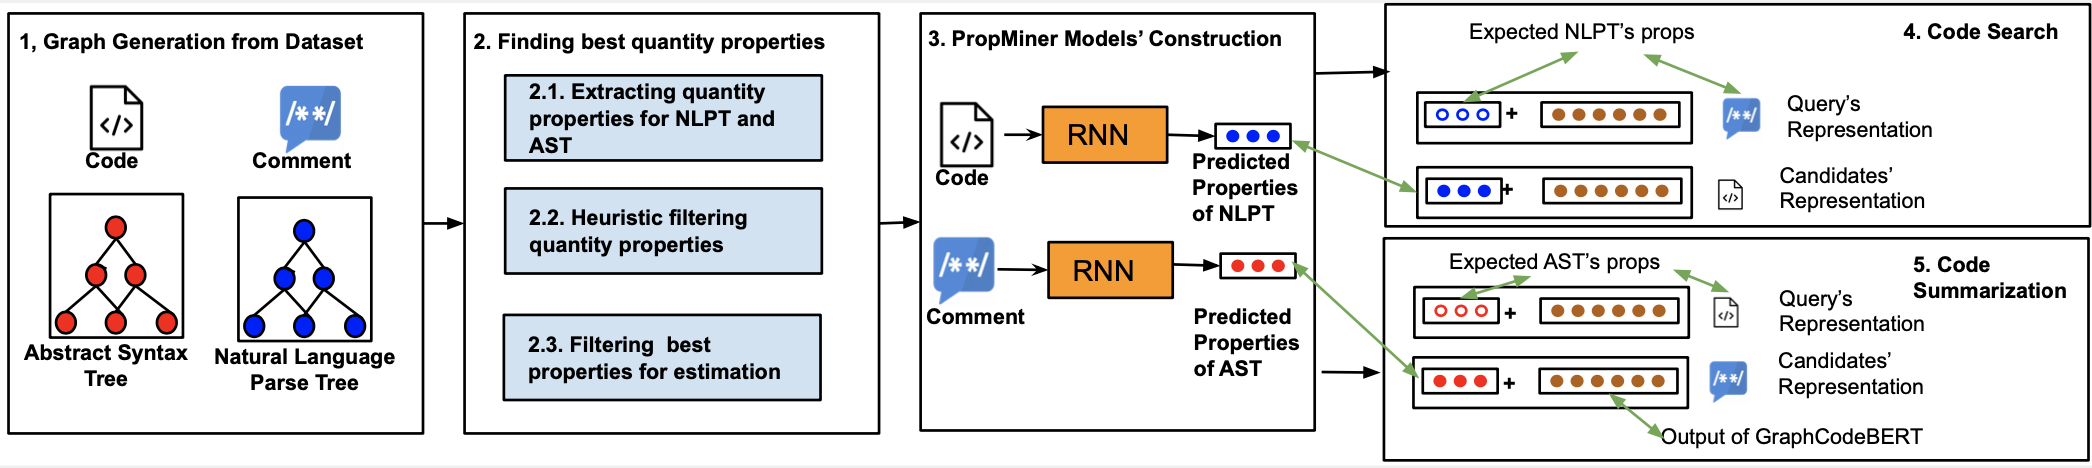 1, Graph Generation from Dataset
</>
Code
/**/
Comment
Abstract Syntax
Tree
Natural Language
Parse Tree
2. Finding best quantity properties
2.1. Extracting quantity
properties for NLPT and
AST
2.2. Heuristic filtering
quantity properties
2.3. Filtering best
properties for estimation
3. PropMiner Models' Construction
</>
Code
RNN
Predicted
Properties
of NLPT
/**/
Comment
RNN
Predicted
Properties
of AST
4. Code Search
Expected NLPT's props
+
/**/
Query's
Representation
+
</>
Candidates'
Representation
5. Code
Summarization
Expected AST's props
+
</>
Query's
Representation
+
/**/
Candidates'
Representation
Output of GraphCodeBERT